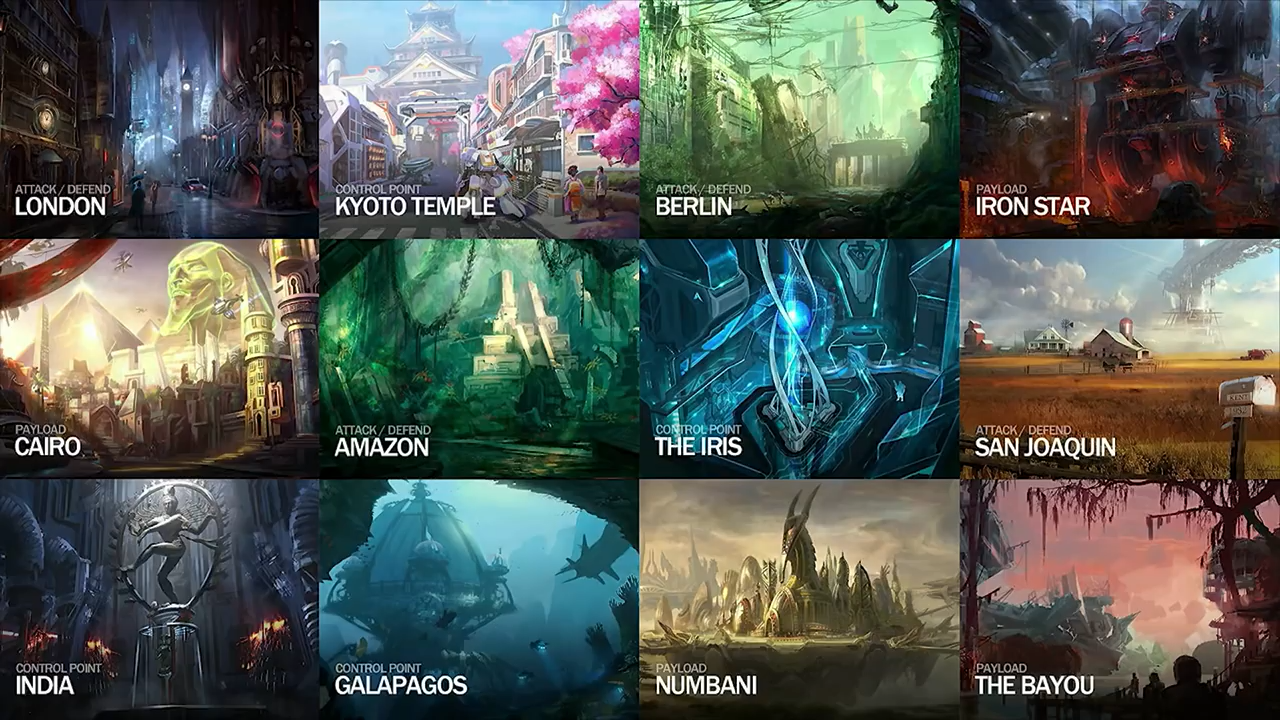 ATTACK / DEFEND
LONDON
CONTROL POINT
KYOTO TEMPLE
ATTACK / DEFEND
BERLIN
PAYLOAD
IRON STAR
PAYLOAD
CAIRO
ATTACK / DEFEND
AMAZON
CONTROL POINT
THE IRIS
ATTACK / DEFEND
SAN JOAQUIN
KENT
CONTROL POINT
INDIA
CONTROL POINT
GALAPAGOS
PAYLOAD
NUMBANI
PAYLOAD
THE BAYOU